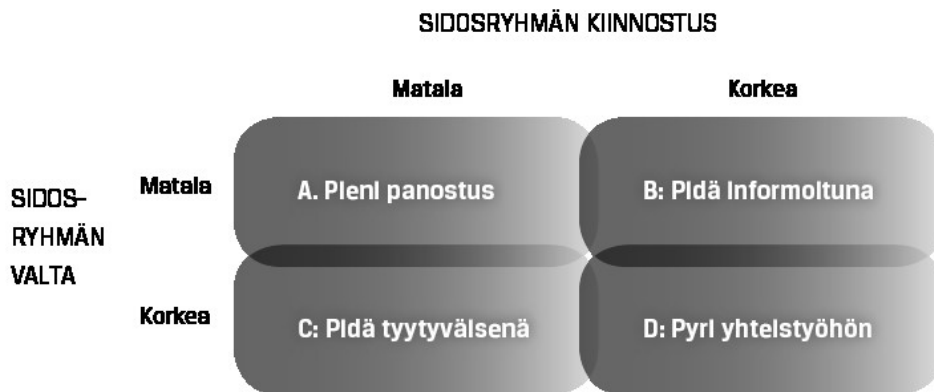 SIDOSRYHMÄN KIINNOSTUS
Matala
Korkea
SIDOS-
RYHMÄN
VALTA
Matala
A. Pieni panostus
B: Pidä informoituna
Korkea
C: Pidä tyytyväisenä
D: Pyri yhteistyöhön